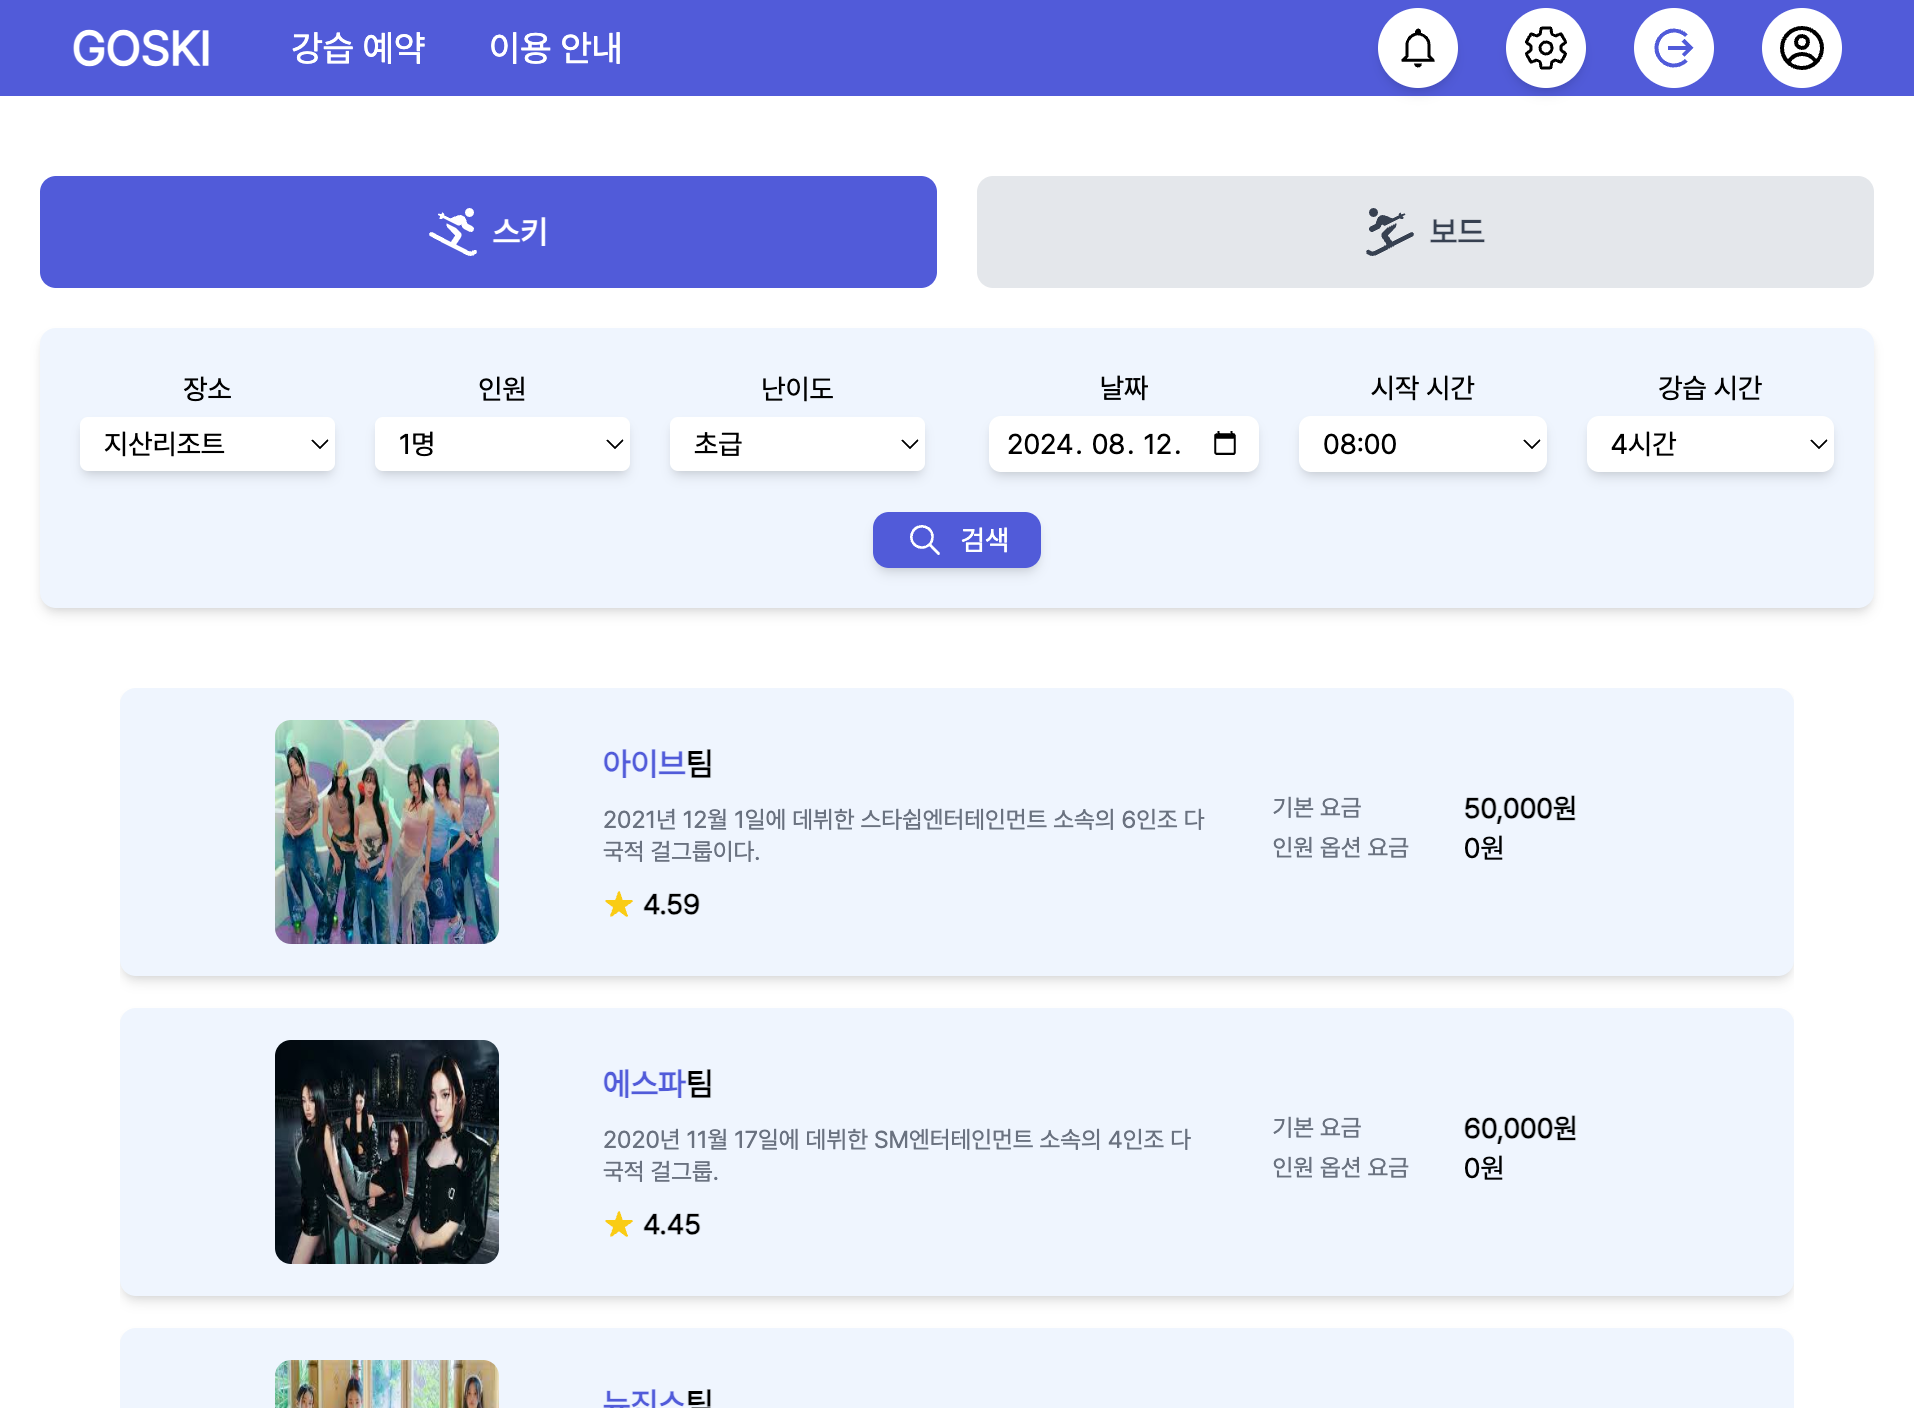 GOSKI 강습 예약 이용 안내
스키 보드
장소 인원 난이도 날짜 시작 시간 강습 시간
지산리조트 1명 초급 2024. 08. 12. 08:00 4시간
검색
아이브팀
2021년 12월 1일에 데뷔한 스타쉽엔터테인먼트 소속의 6인조 다
국적 걸그룹이다.
4.59
기본 요금 50,000원
인원 옵션 요금 0원
에스파팀
2020년 11월 17일에 데뷔한 SM엔터테인먼트 소속의 4인조 다
국적 걸그룹.
4.45
기본 요금 60,000원
인원 옵션 요금 0원
뉴진스팀